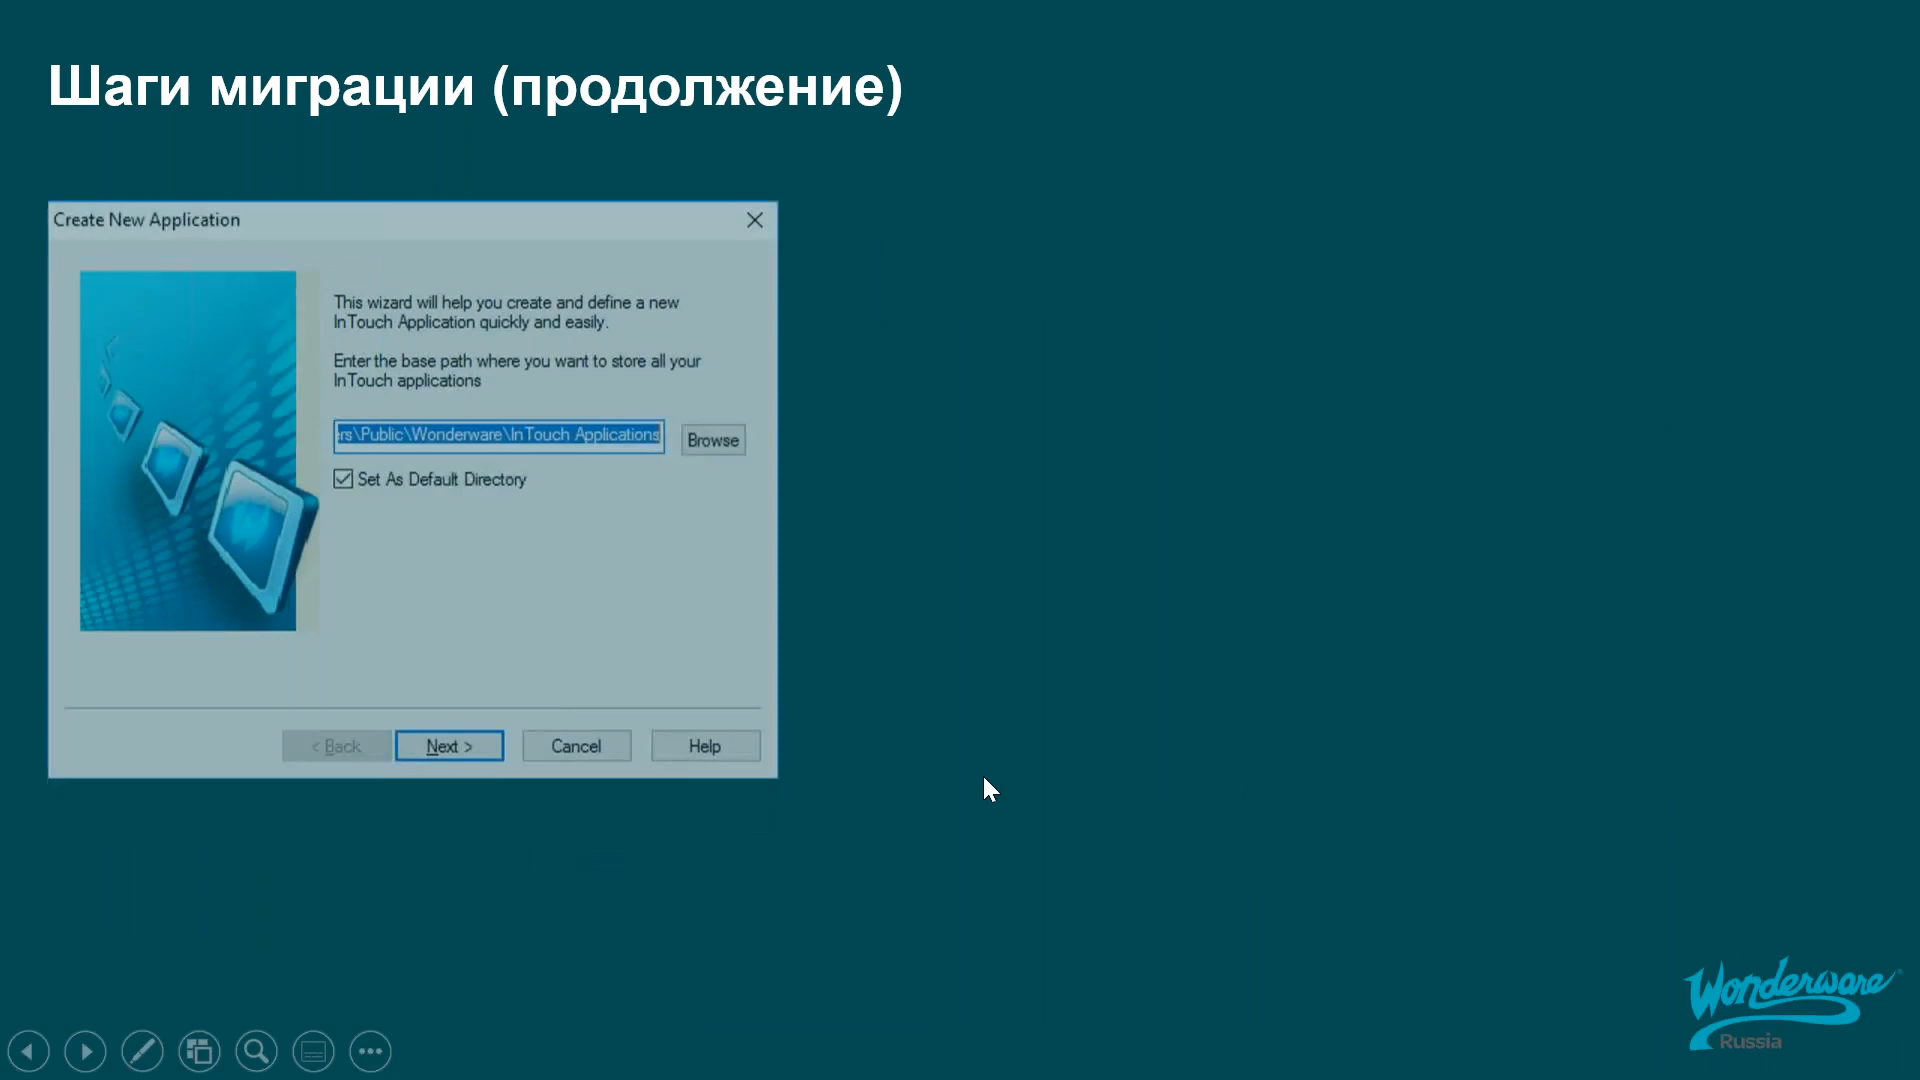 Шаги миграции (продолжение)
Create New Application
This wizard will help you create and define a new
InTouch Application quickly and easily.
Enter the base path where you want to store all your
InTouch applications
ers\Public\Wonderware\InTouch Applications
Browse
Set As Default Directory
< Back
Next >
Cancel
Help
Wonderware
Russia